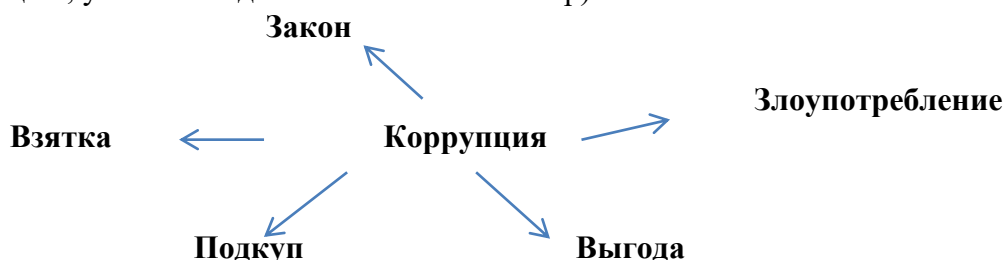 Закон
Злоупотребление
Взятка
Коррупция
Подкуп
Выгода